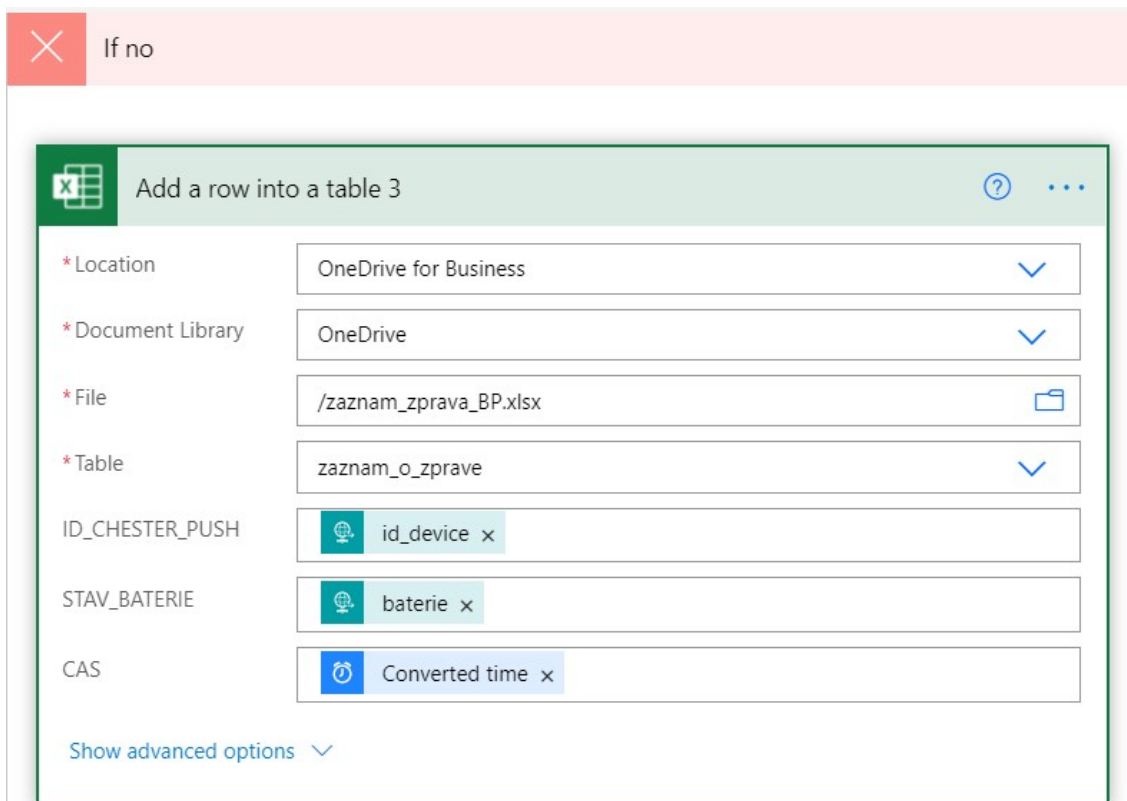 If no
Add a row into a table 3
*Location OneDrive for Business
*Document Library OneDrive
*File /zaznam_zprava_BP.xlsx
*Table zaznam_o_zprave
ID_CHESTER_PUSH id_device ×
STAV_BATERIE baterie ×
CAS Converted time ×
Show advanced options